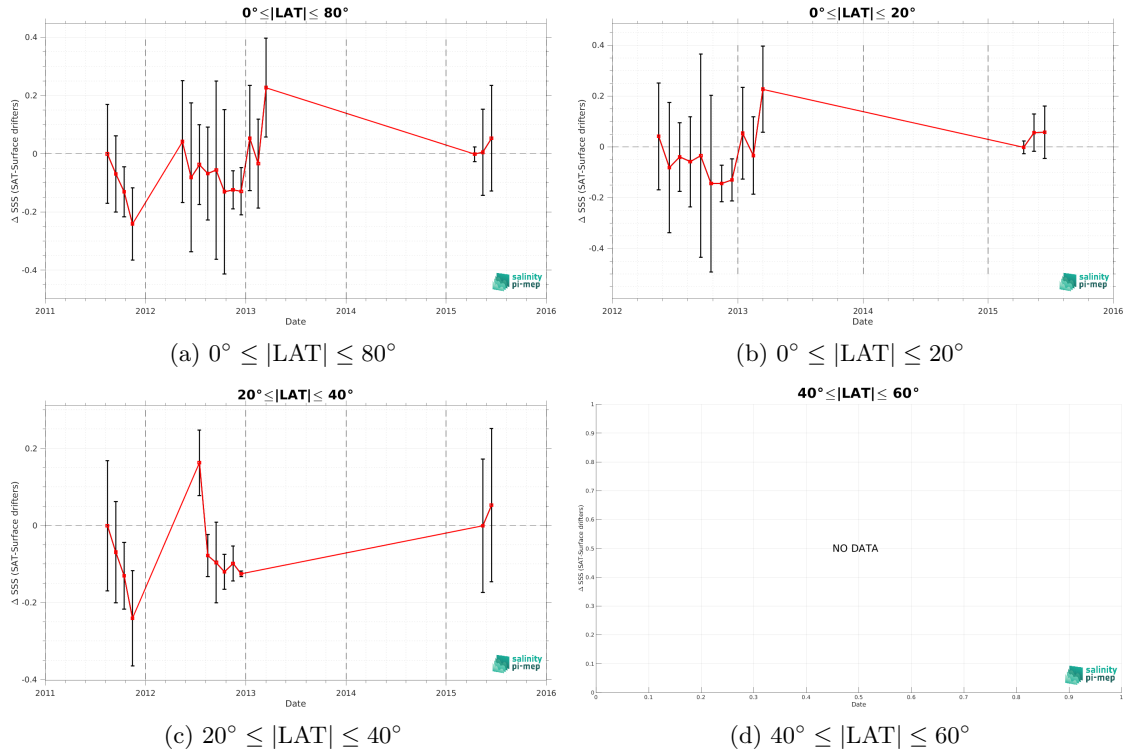 0°≤|LAT|≤ 80°
Δ SSS (SAT-Surface drifters)
0.4
0.2
0
-0.2
-0.4
2011 2012 2013 2014 2015 2016
Date
salinity
pi-mep
(a) 0° ≤ |LAT| ≤ 80°
0°≤|LAT|≤ 20°
Δ SSS (SAT-Surface drifters)
0.4
0.2
0
-0.2
-0.4
2012 2013 2014 2015 2016
Date
salinity
pi-mep
(b) 0° ≤ |LAT| ≤ 20°
20°≤|LAT|≤ 40°
Δ SSS (SAT-Surface drifters)
0.2
0
-0.2
-0.4
2011 2012 2013 2014 2015 2016
Date
salinity
pi-mep
(c) 20° ≤ |LAT| ≤ 40°
40°≤|LAT|≤ 60°
Δ SSS (SAT-Surface drifters)
1
0.9
0.8
0.7
0.6
0.5
0.4
0.3
0.2
0.1
0
NO DATA
0 0.1 0.2 0.3 0.4 0.5 0.6 0.7 0.8 0.9 1
Date
salinity
pi-mep
(d) 40° ≤ |LAT| ≤ 60°